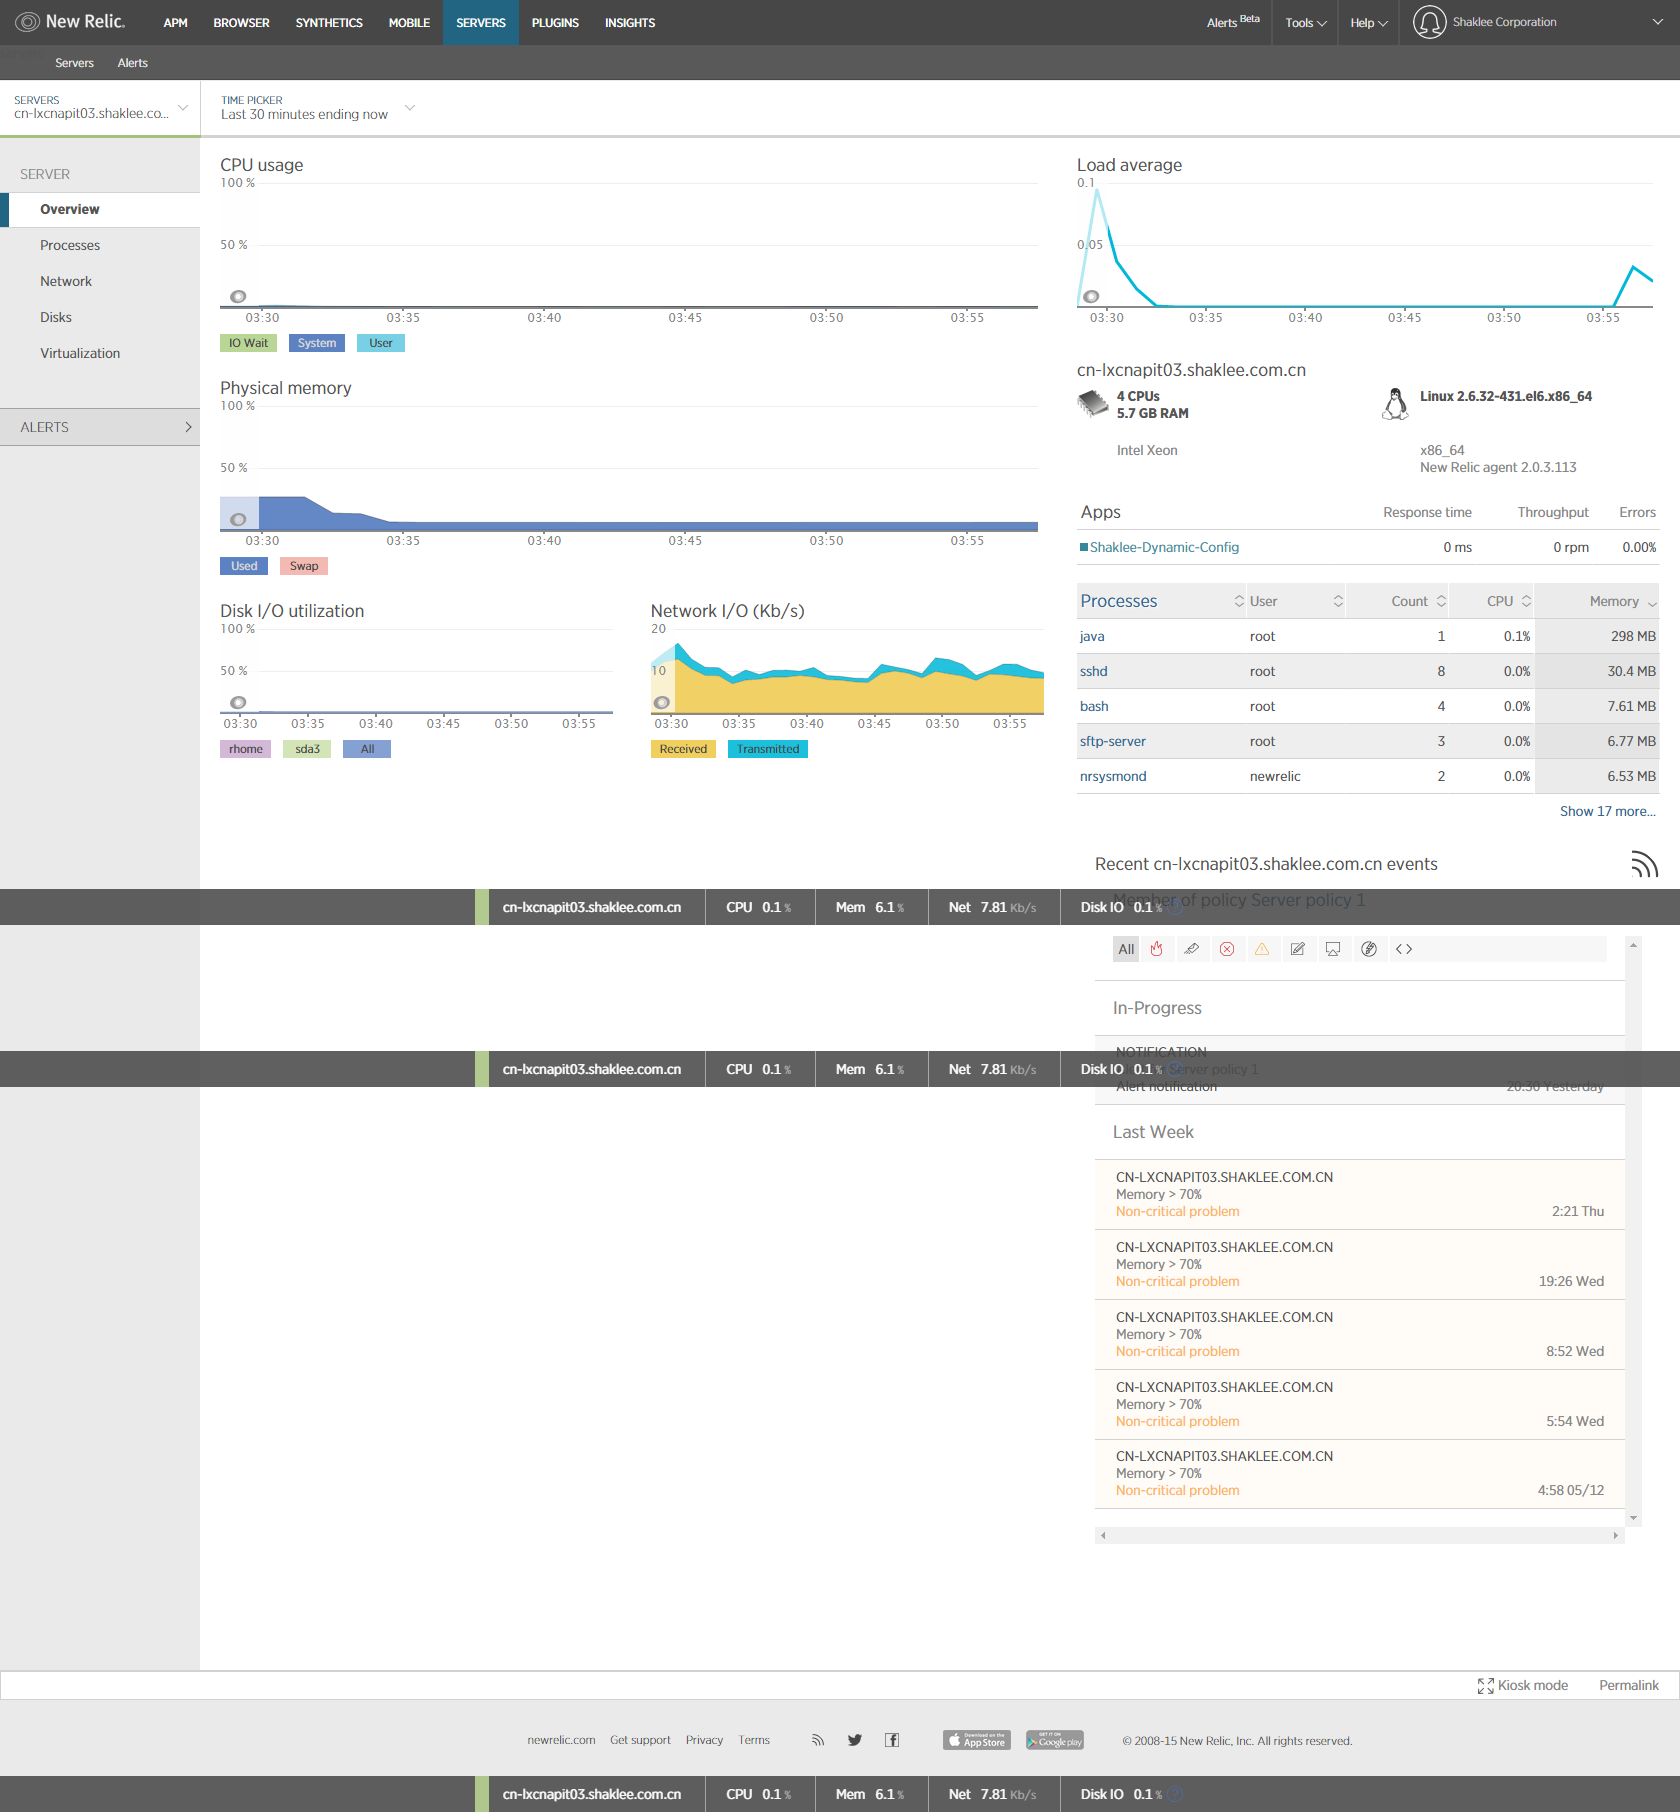 New Relic.
APM BROWSER SYNTHETICS MOBILE SERVERS PLUGINS INSIGHTS
Alerts Beta Tools Help Shaklee Corporation
Servers Alerts
SERVERS
cn-lxcnapit03.shaklee.co...
TIME PICKER
Last 30 minutes ending now
SERVER
Overview
Processes
Network
Disks
Virtualization
ALERTS
CPU usage
100 %
50 %
03:30 03:35 03:40 03:45 03:50 03:55
IO Wait System User
Physical memory
100 %
50 %
03:30 03:35 03:40 03:45 03:50 03:55
Used Swap
Disk I/O utilization
100 %
50 %
03:30 03:35 03:40 03:45 03:50 03:55
rhome sda3 All
Network I/O (Kb/s)
20
10
03:30 03:35 03:40 03:45 03:50 03:55
Received Transmitted
Load average
0.1
0.05
03:30 03:35 03:40 03:45 03:50 03:55
cn-lxcnapit03.shaklee.com.cn
4 CPUs
5.7 GB RAM
Intel Xeon
Linux 2.6.32-431.el6.x86_64
x86_64
New Relic agent 2.0.3.113
Apps Response time Throughput Errors
Shaklee-Dynamic-Config 0 ms 0 rpm 0.00%
Processes User Count CPU Memory
java root 1 0.1% 298 MB
sshd root 8 0.0% 30.4 MB
bash root 4 0.0% 7.61 MB
sftp-server root 3 0.0% 6.77 MB
nrsysmond newrelic 2 0.0% 6.53 MB
Show 17 more...
Recent cn-lxcnapit03.shaklee.com.cn events
Member of policy Server policy 1
cn-lxcnapit03.shaklee.com.cn CPU 0.1 % Mem 6.1 % Net 7.81 Kb/s Disk IO 0.1 % ?
All
In-Progress
NOTIFICATION
cn-lxcnapit03.shaklee.com.cn CPU 0.1 % Mem 6.1 % Net 7.81 Kb/s Disk IO 0.1 %
Server policy 1
Alert notification 20:30 Yesterday
Last Week
CN-LXCNAPIT03.SHAKLEE.COM.CN
Memory > 70%
Non-critical problem 2:21 Thu
CN-LXCNAPIT03.SHAKLEE.COM.CN
Memory > 70%
Non-critical problem 19:26 Wed
CN-LXCNAPIT03.SHAKLEE.COM.CN
Memory > 70%
Non-critical problem 8:52 Wed
CN-LXCNAPIT03.SHAKLEE.COM.CN
Memory > 70%
Non-critical problem 5:54 Wed
CN-LXCNAPIT03.SHAKLEE.COM.CN
Memory > 70%
Non-critical problem 4:58 05/12
Kiosk mode Permalink
newrelic.com Get support Privacy Terms
Download on the App Store
GET IT ON Google play
© 2008-15 New Relic, Inc. All rights reserved.
cn-lxcnapit03.shaklee.com.cn CPU 0.1 % Mem 6.1 % Net 7.81 Kb/s Disk IO 0.1 % ?